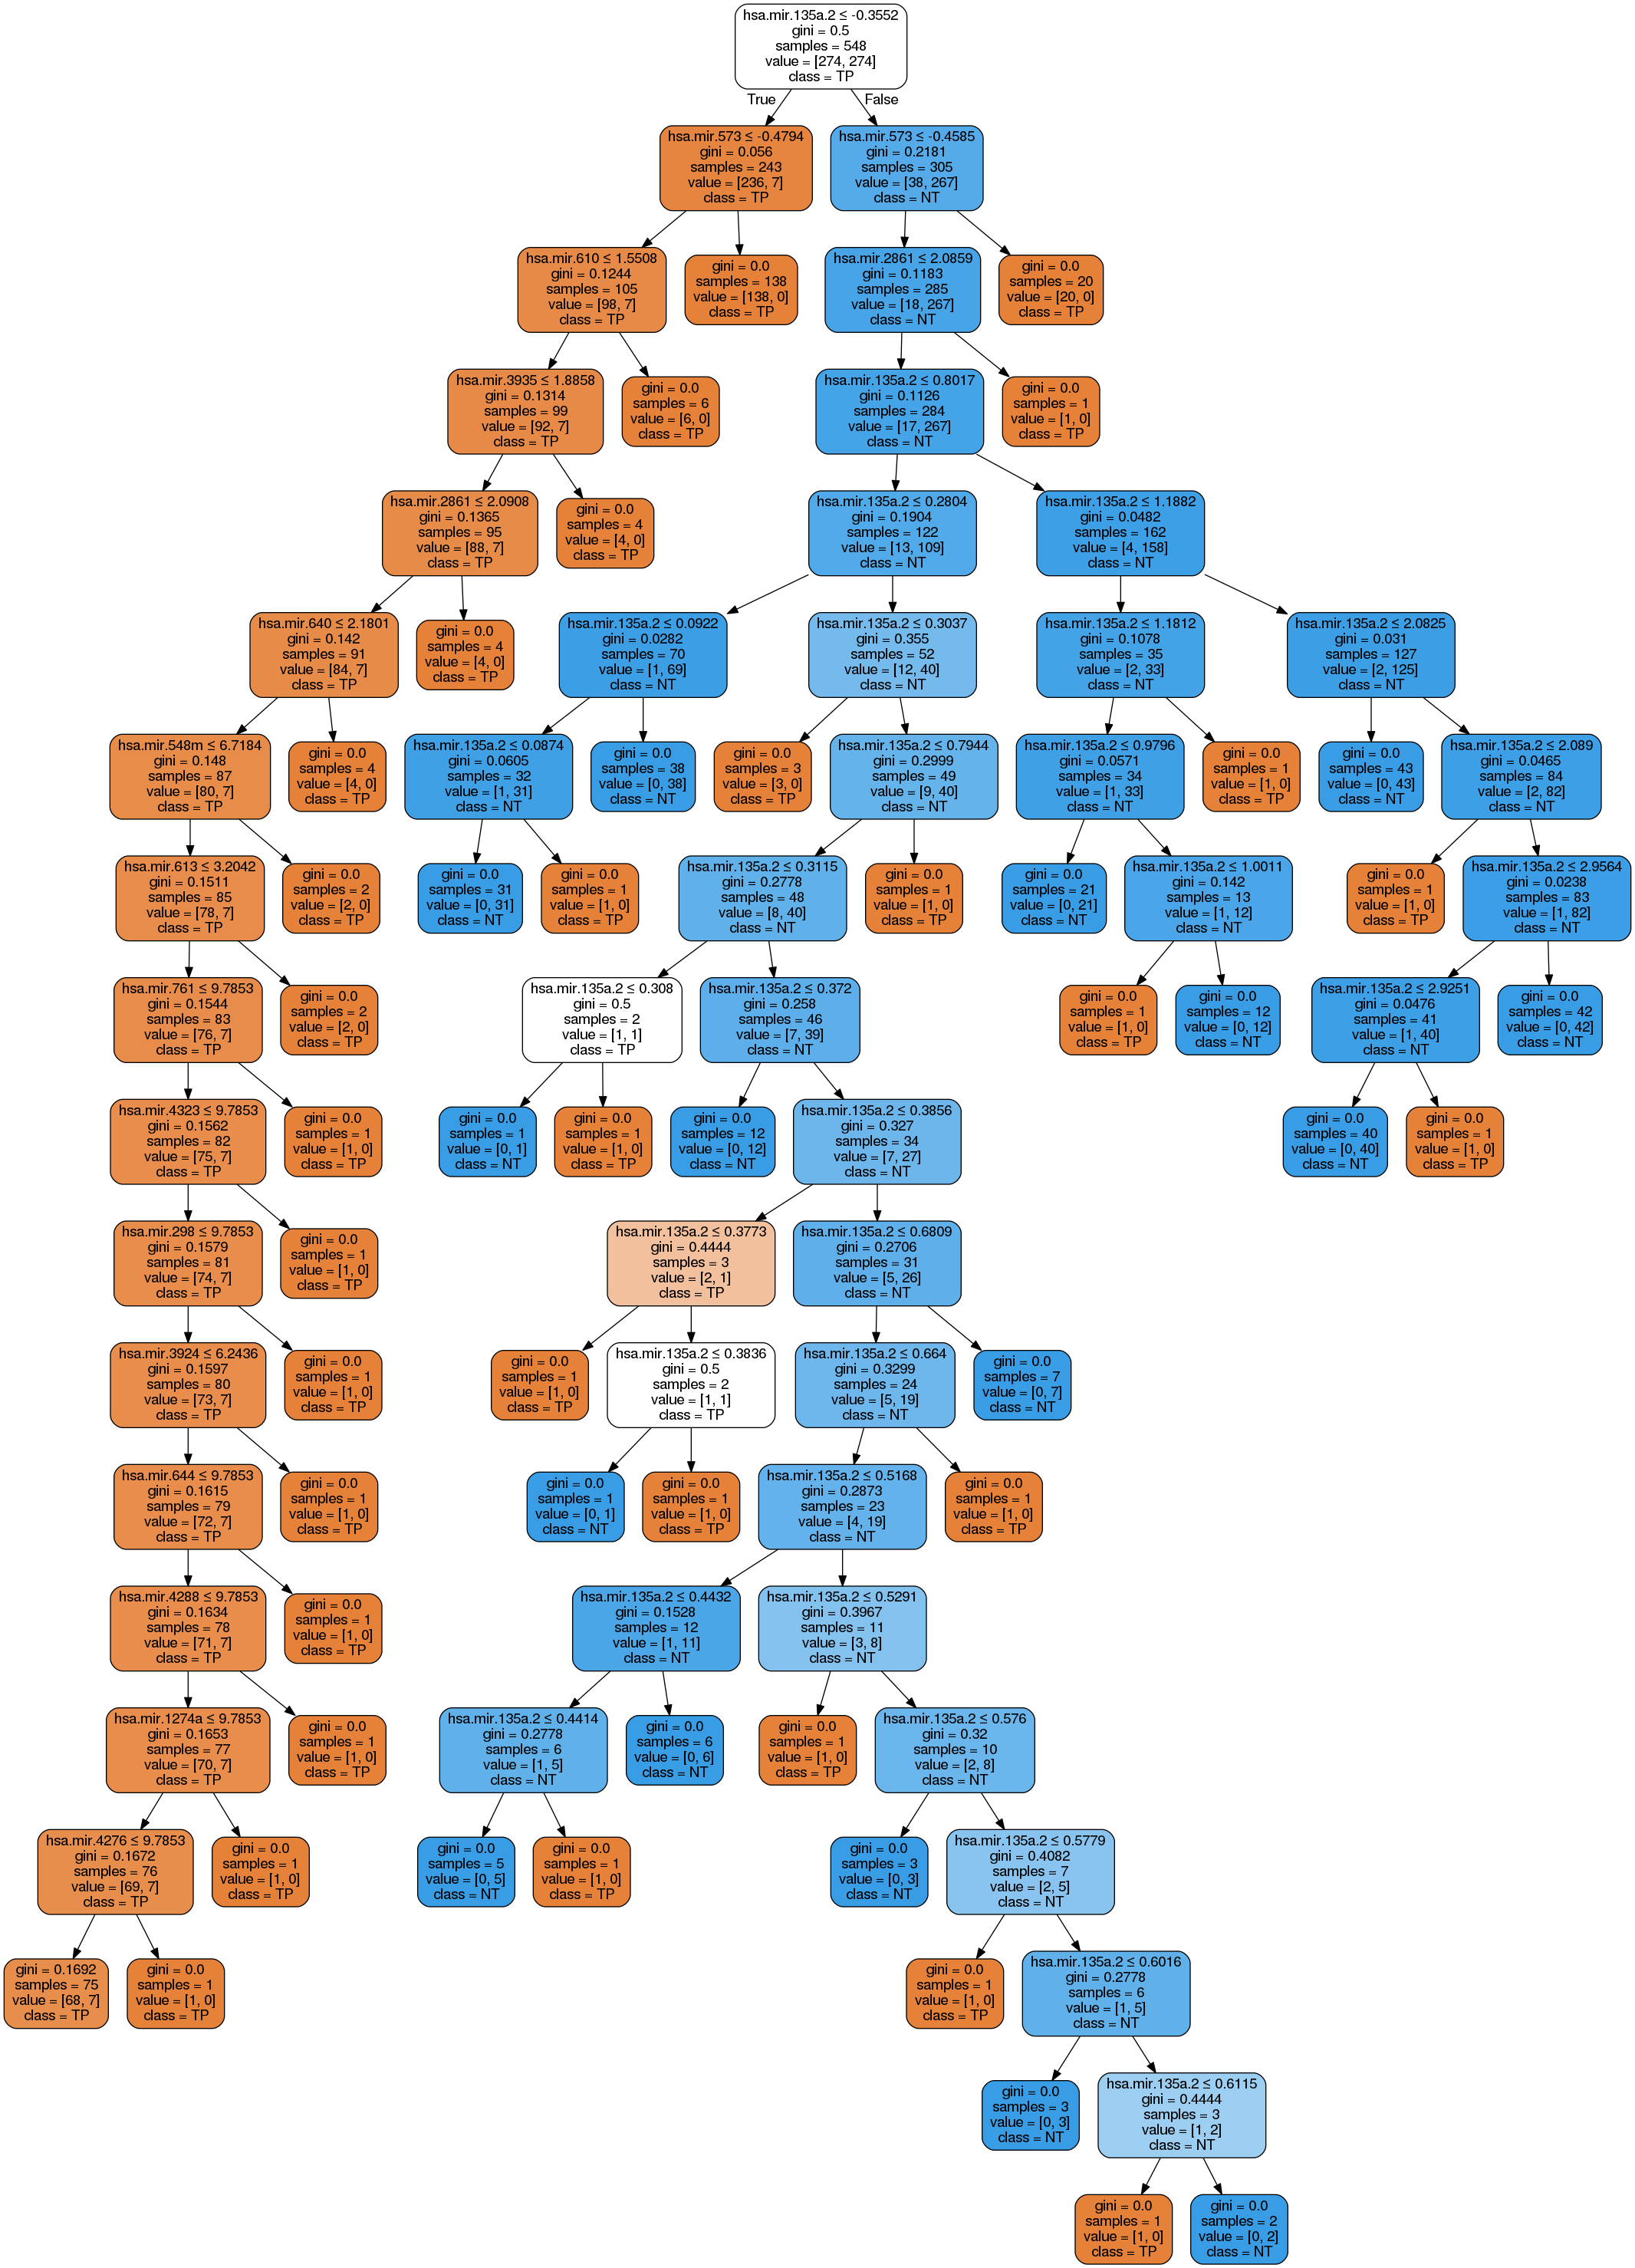 hsa.mir.135a.2 ≤ -0.3552
gini = 0.5
samples = 548
value = [274, 274]
class = TP
True
False
hsa.mir.573 ≤ -0.4794
gini = 0.056
samples = 243
value = [236, 7]
class = TP
hsa.mir.573 ≤ -0.4585
gini = 0.2181
samples = 305
value = [38, 267]
class = NT
hsa.mir.610 ≤ 1.5508
gini = 0.1244
samples = 105
value = [98, 7]
class = TP
gini = 0.0
samples = 138
value = [138, 0]
class = TP
hsa.mir.2861 ≤ 2.0859
gini = 0.1183
samples = 285
value = [18, 267]
class = NT
gini = 0.0
samples = 20
value = [20, 0]
class = TP
hsa.mir.3935 ≤ 1.8858
gini = 0.1314
samples = 99
value = [92, 7]
class = TP
gini = 0.0
samples = 6
value = [6, 0]
class = TP
hsa.mir.135a.2 ≤ 0.8017
gini = 0.1126
samples = 284
value = [17, 267]
class = NT
gini = 0.0
samples = 1
value = [1, 0]
class = TP
hsa.mir.2861 ≤ 2.0908
gini = 0.1365
samples = 95
value = [88, 7]
class = TP
gini = 0.0
samples = 4
value = [4, 0]
class = TP
hsa.mir.135a.2 ≤ 0.2804
gini = 0.1904
samples = 122
value = [13, 109]
class = NT
hsa.mir.135a.2 ≤ 1.1882
gini = 0.0482
samples = 162
value = [4, 158]
class = NT
hsa.mir.640 ≤ 2.1801
gini = 0.142
samples = 91
value = [84, 7]
class = TP
gini = 0.0
samples = 4
value = [4, 0]
class = TP
hsa.mir.135a.2 ≤ 0.0922
gini = 0.0282
samples = 70
value = [1, 69]
class = NT
hsa.mir.135a.2 ≤ 0.3037
gini = 0.355
samples = 52
value = [12, 40]
class = NT
hsa.mir.135a.2 ≤ 1.1812
gini = 0.1078
samples = 35
value = [2, 33]
class = NT
hsa.mir.135a.2 ≤ 2.0825
gini = 0.031
samples = 127
value = [2, 125]
class = NT
hsa.mir.548m ≤ 6.7184
gini = 0.148
samples = 87
value = [80, 7]
class = TP
gini = 0.0
samples = 4
value = [4, 0]
class = TP
hsa.mir.135a.2 ≤ 0.0874
gini = 0.0605
samples = 32
value = [1, 31]
class = NT
gini = 0.0
samples = 38
value = [0, 38]
class = NT
gini = 0.0
samples = 3
value = [3, 0]
class = TP
hsa.mir.135a.2 ≤ 0.7944
gini = 0.2999
samples = 49
value = [9, 40]
class = NT
hsa.mir.135a.2 ≤ 0.9796
gini = 0.0571
samples = 34
value = [1, 33]
class = NT
gini = 0.0
samples = 1
value = [1, 0]
class = TP
gini = 0.0
samples = 43
value = [0, 43]
class = NT
hsa.mir.135a.2 ≤ 2.089
gini = 0.0465
samples = 84
value = [2, 82]
class = NT
hsa.mir.613 ≤ 3.2042
gini = 0.1511
samples = 85
value = [78, 7]
class = TP
gini = 0.0
samples = 2
value = [2, 0]
class = TP
gini = 0.0
samples = 31
value = [0, 31]
class = NT
gini = 0.0
samples = 1
value = [1, 0]
class = TP
hsa.mir.135a.2 ≤ 0.3115
gini = 0.2778
samples = 48
value = [8, 40]
class = NT
gini = 0.0
samples = 1
value = [1, 0]
class = TP
gini = 0.0
samples = 21
value = [0, 21]
class = NT
hsa.mir.135a.2 ≤ 1.0011
gini = 0.142
samples = 13
value = [1, 12]
class = NT
gini = 0.0
samples = 1
value = [1, 0]
class = TP
hsa.mir.135a.2 ≤ 2.9564
gini = 0.0238
samples = 83
value = [1, 82]
class = NT
hsa.mir.761 ≤ 9.7853
gini = 0.1544
samples = 83
value = [76, 7]
class = TP
gini = 0.0
samples = 2
value = [2, 0]
class = TP
hsa.mir.135a.2 ≤ 0.308
gini = 0.5
samples = 2
value = [1, 1]
class = TP
hsa.mir.135a.2 ≤ 0.372
gini = 0.258
samples = 46
value = [7, 39]
class = NT
gini = 0.0
samples = 1
value = [1, 0]
class = TP
gini = 0.0
samples = 12
value = [0, 12]
class = NT
hsa.mir.135a.2 ≤ 2.9251
gini = 0.0476
samples = 41
value = [1, 40]
class = NT
gini = 0.0
samples = 42
value = [0, 42]
class = NT
hsa.mir.4323 ≤ 9.7853
gini = 0.1562
samples = 82
value = [75, 7]
class = TP
gini = 0.0
samples = 1
value = [1, 0]
class = TP
gini = 0.0
samples = 1
value = [0, 1]
class = NT
gini = 0.0
samples = 1
value = [1, 0]
class = TP
gini = 0.0
samples = 12
value = [0, 12]
class = NT
hsa.mir.135a.2 ≤ 0.3856
gini = 0.327
samples = 34
value = [7, 27]
class = NT
gini = 0.0
samples = 40
value = [0, 40]
class = NT
gini = 0.0
samples = 1
value = [1, 0]
class = TP
hsa.mir.298 ≤ 9.7853
gini = 0.1579
samples = 81
value = [74, 7]
class = TP
gini = 0.0
samples = 1
value = [1, 0]
class = TP
hsa.mir.135a.2 ≤ 0.3773
gini = 0.4444
samples = 3
value = [2, 1]
class = TP
hsa.mir.135a.2 ≤ 0.6809
gini = 0.2706
samples = 31
value = [5, 26]
class = NT
hsa.mir.3924 ≤ 6.2436
gini = 0.1597
samples = 80
value = [73, 7]
class = TP
gini = 0.0
samples = 1
value = [1, 0]
class = TP
gini = 0.0
samples = 1
value = [1, 0]
class = TP
hsa.mir.135a.2 ≤ 0.3836
gini = 0.5
samples = 2
value = [1, 1]
class = TP
hsa.mir.135a.2 ≤ 0.664
gini = 0.3299
samples = 24
value = [5, 19]
class = NT
gini = 0.0
samples = 7
value = [0, 7]
class = NT
hsa.mir.644 ≤ 9.7853
gini = 0.1615
samples = 79
value = [72, 7]
class = TP
gini = 0.0
samples = 1
value = [1, 0]
class = TP
gini = 0.0
samples = 1
value = [0, 1]
class = NT
gini = 0.0
samples = 1
value = [1, 0]
class = TP
hsa.mir.135a.2 ≤ 0.5168
gini = 0.2873
samples = 23
value = [4, 19]
class = NT
gini = 0.0
samples = 1
value = [1, 0]
class = TP
hsa.mir.4288 ≤ 9.7853
gini = 0.1634
samples = 78
value = [71, 7]
class = TP
gini = 0.0
samples = 1
value = [1, 0]
class = TP
hsa.mir.135a.2 ≤ 0.4432
gini = 0.1528
samples = 12
value = [1, 11]
class = NT
hsa.mir.135a.2 ≤ 0.5291
gini = 0.3967
samples = 11
value = [3, 8]
class = NT
hsa.mir.1274a ≤ 9.7853
gini = 0.1653
samples = 77
value = [70, 7]
class = TP
gini = 0.0
samples = 1
value = [1, 0]
class = TP
hsa.mir.135a.2 ≤ 0.4414
gini = 0.2778
samples = 6
value = [1, 5]
class = NT
gini = 0.0
samples = 6
value = [0, 6]
class = NT
gini = 0.0
samples = 1
value = [1, 0]
class = TP
hsa.mir.135a.2 ≤ 0.576
gini = 0.32
samples = 10
value = [2, 8]
class = NT
hsa.mir.4276 ≤ 9.7853
gini = 0.1672
samples = 76
value = [69, 7]
class = TP
gini = 0.0
samples = 1
value = [1, 0]
class = TP
gini = 0.0
samples = 5
value = [0, 5]
class = NT
gini = 0.0
samples = 1
value = [1, 0]
class = TP
gini = 0.0
samples = 3
value = [0, 3]
class = NT
hsa.mir.135a.2 ≤ 0.5779
gini = 0.4082
samples = 7
value = [2, 5]
class = NT
gini = 0.1692
samples = 75
value = [68, 7]
class = TP
gini = 0.0
samples = 1
value = [1, 0]
class = TP
gini = 0.0
samples = 1
value = [1, 0]
class = TP
hsa.mir.135a.2 ≤ 0.6016
gini = 0.2778
samples = 6
value = [1, 5]
class = NT
gini = 0.0
samples = 3
value = [0, 3]
class = NT
hsa.mir.135a.2 ≤ 0.6115
gini = 0.4444
samples = 3
value = [1, 2]
class = NT
gini = 0.0
samples = 1
value = [1, 0]
class = TP
gini = 0.0
samples = 2
value = [0, 2]
class = NT